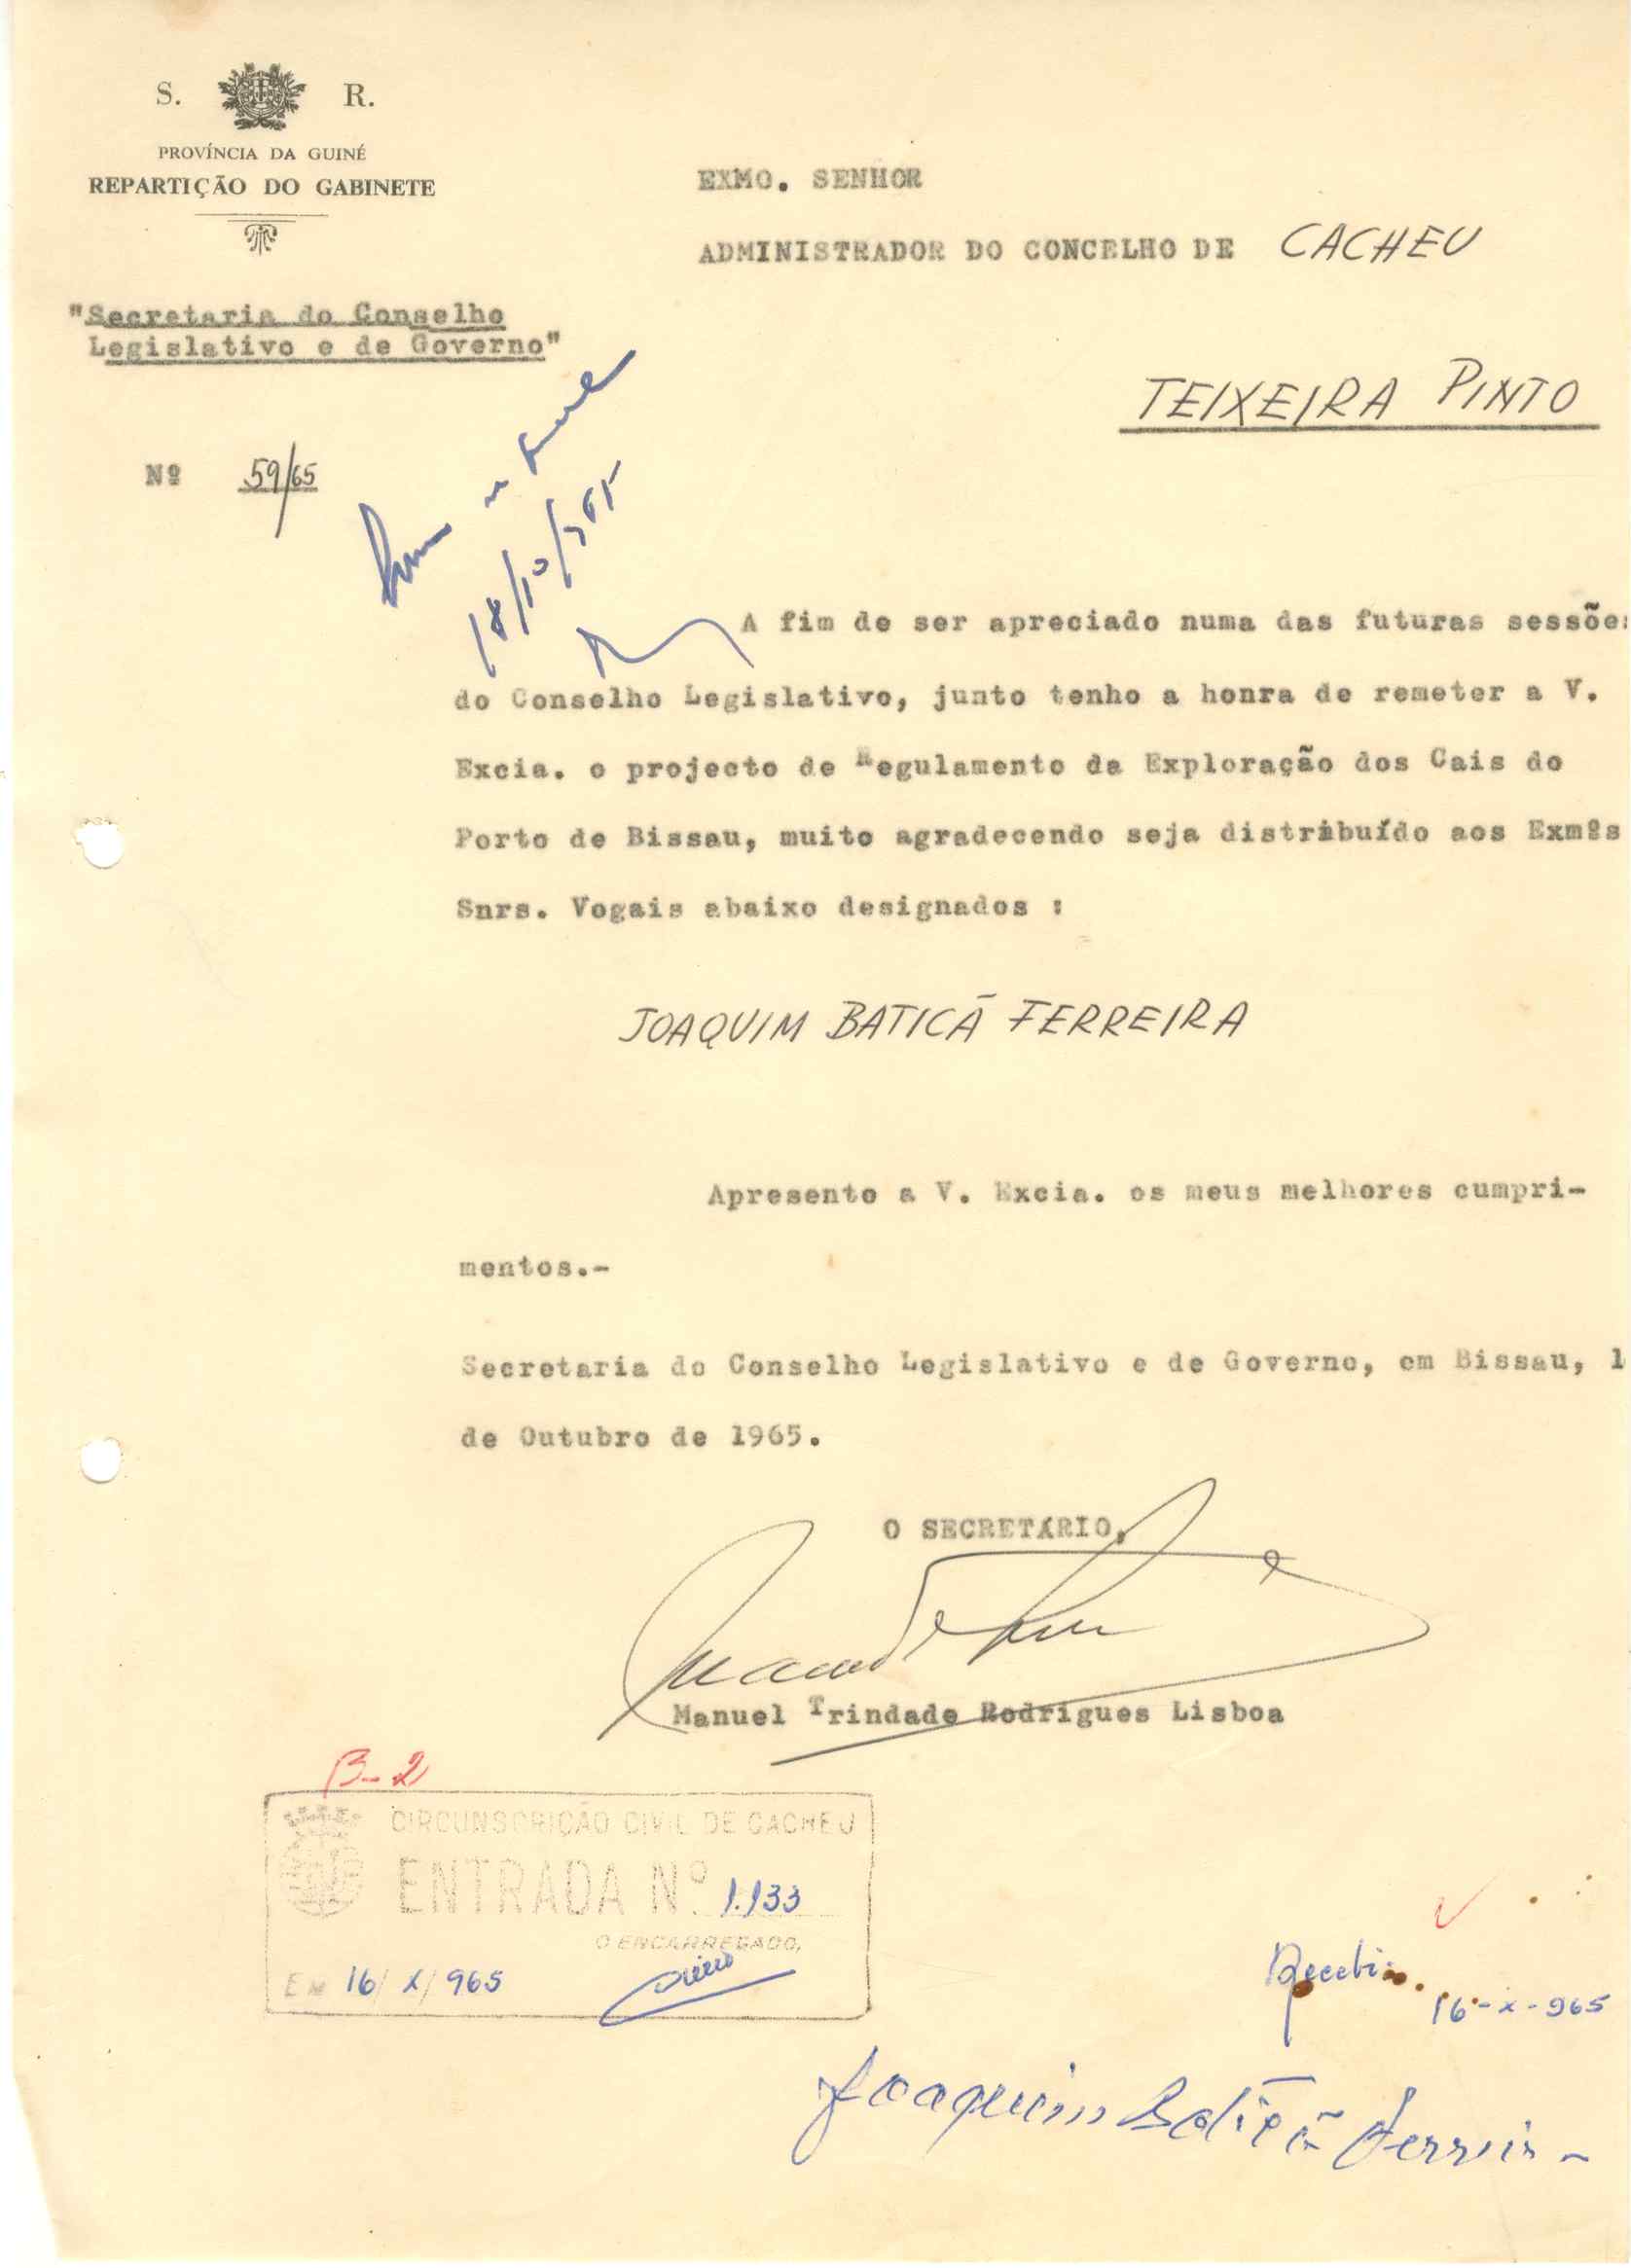 S. R.
PROVÍNCIA DA GUINÉ
REPARTIÇÃO DO GABINETE
"Secretaria do Conselho
Legislativo e de Governo"
Nº 59/65
EXMO. SENHOR
ADMINISTRADOR DO CONCELHO DE CACHEU
TEIXEIRA PINTO
18/10/965
A fim de ser apreciado numa das futuras sessões
do Conselho Legislativo, junto tenho a honra de remeter a V.
Excia. o projecto de Regulamento da Exploração dos Cais do
Porto de Bissau, muito agradecendo seja distribuído aos Exmºs
Snrs. Vogais abaixo designados :
JOAQUIM BATICÃ FERREIRA
Apresento a V. Excia. os meus melhores cumpri-
mentos.-
Secretaria do Conselho Legislativo e de Governo, em Bissau, 1
de Outubro de 1965.
O SECRETÁRIO,
Manuel Trindade Rodrigues Lisboa
B-2
CIRCUNSCRIÇÃO CIVIL DE CACHEU
ENTRADA Nº. 1.133
O ENCARREGADO,
EM 16/X/965
Recebi
16-X-965
Joaquim Baticã Ferreira